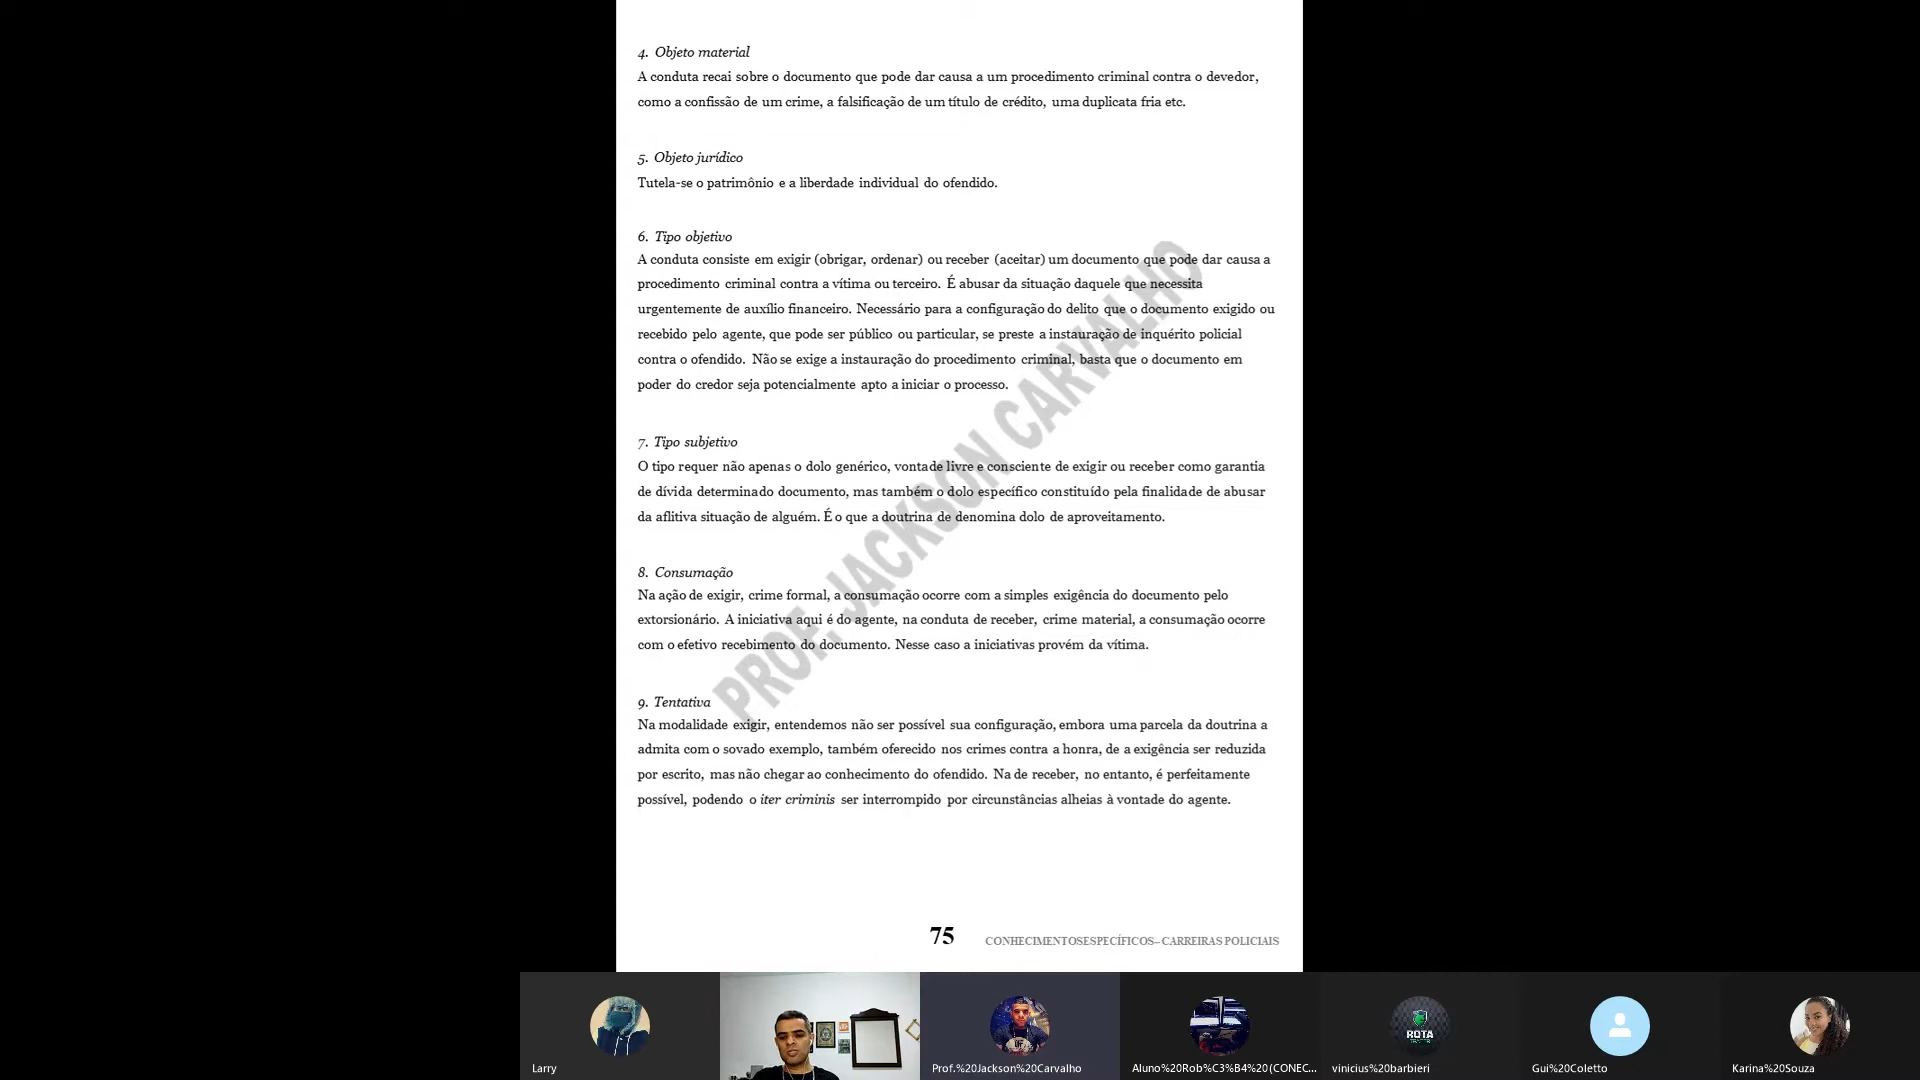 4. Objeto material
A conduta recai sobre o documento que pode dar causa a um procedimento criminal contra o devedor,
como a confissão de um crime, a falsificação de um título de crédito, uma duplicata fria etc.
5. Objeto jurídico
Tutela-se o patrimônio e a liberdade individual do ofendido.
6. Tipo objetivo
A conduta consiste em exigir (obrigar, ordenar) ou receber (aceitar) um documento que pode dar causa a
procedimento criminal contra a vítima ou terceiro. É abusar da situação daquele que necessita
urgentemente de auxílio financeiro. Necessário para a configuração do delito que o documento exigido ou
recebido pelo agente, que pode ser público ou particular, se preste a instauração de inquérito policial
contra o ofendido. Não se exige a instauração do procedimento criminal, basta que o documento em
poder do credor seja potencialmente apto a iniciar o processo.
7. Tipo subjetivo
O tipo requer não apenas o dolo genérico, vontade livre e consciente de exigir ou receber como garantia
de dívida determinado documento, mas também o dolo específico constituído pela finalidade de abusar
da aflitiva situação de alguém. É o que a doutrina de denomina dolo de aproveitamento.
8. Consumação
Na ação de exigir, crime formal, a consumação ocorre com a simples exigência do documento pelo
extorsionário. A iniciativa aqui é do agente, na conduta de receber, crime material, a consumação ocorre
com o efetivo recebimento do documento. Nesse caso a iniciativas provém da vítima.
9. Tentativa
Na modalidade exigir, entendemos não ser possível sua configuração, embora uma parcela da doutrina a
admita com o sovado exemplo, também oferecido nos crimes contra a honra, de a exigência ser reduzida
por escrito, mas não chegar ao conhecimento do ofendido. Na de receber, no entanto, é perfeitamente
possível, podendo o iter criminis ser interrompido por circunstâncias alheias à vontade do agente.
PROF. JACKSON CARVALHO
75 CONHECIMENTOSESPECÍFICOS– CARREIRAS POLICIAIS
ROTA
Larry
Prof.%20Jackson%20Carvalho
Aluno%20Rob%C3%B4%20(CONEC...
vinicius%20barbieri
Gui%20Coletto
Karina%20Souza